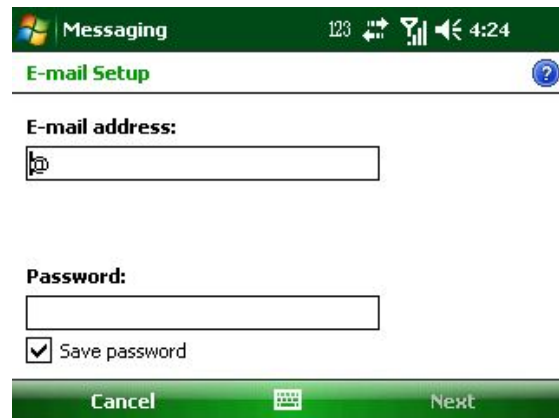 Messaging 123 4:24
E-mail Setup ?
E-mail address:
@
Password:
Save password
Cancel Next